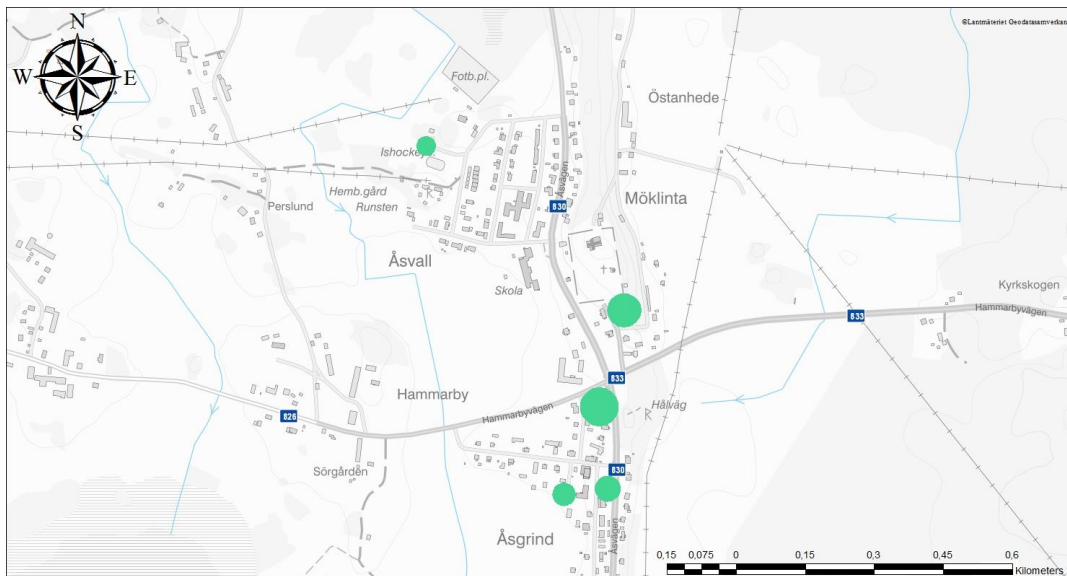 ©Lantmäteriet Geodatasamverkan
N
W
E
S
Fotb.pl.
Östanhede
Ishockey
Åsvägen
Hemb.gård
Runsten
Perslund
830
Möklinta
Åsvall
Skola
Kyrkskogen
833
Hammarbyvägen
833
Hammarby
Hålväg
Hammarbyvägen
826
Sörgården
830
Åsgrind
Åsvägen
0,15 0,075 0 0,15 0,3 0,45 0,6
Kilometers